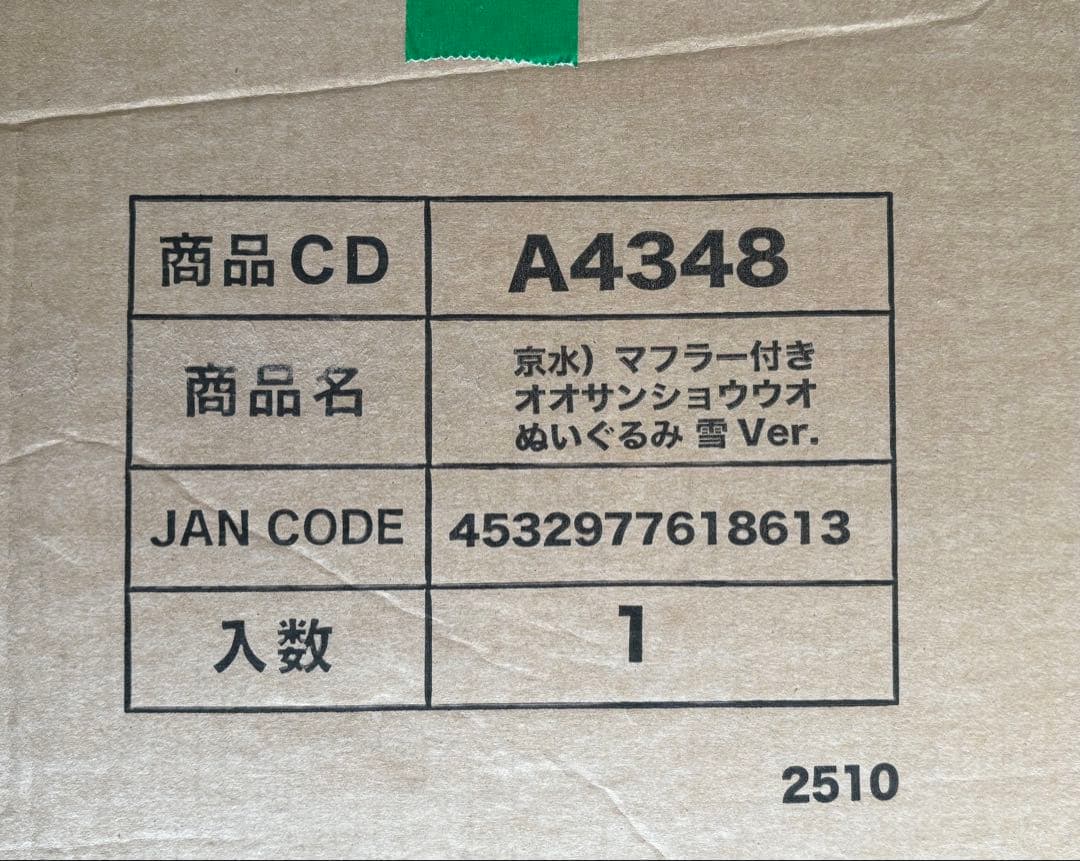 商品CD
A4348
商品名
京水）マフラー付き
オオサンショウウオ
ぬいぐるみ 雪 Ver.
JAN CODE
4532977618613
入数
1
2510